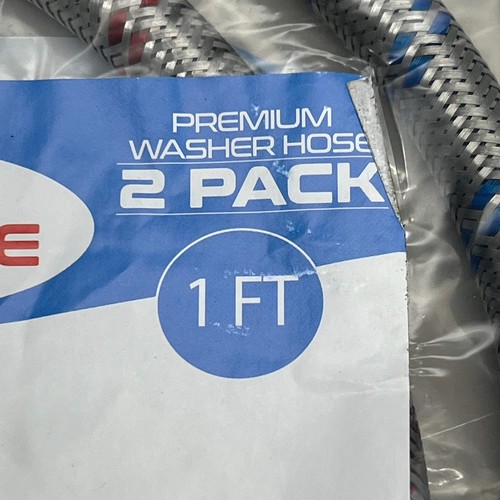 PREMIUM
WASHER HOSE
2 PACK
E
1 FT